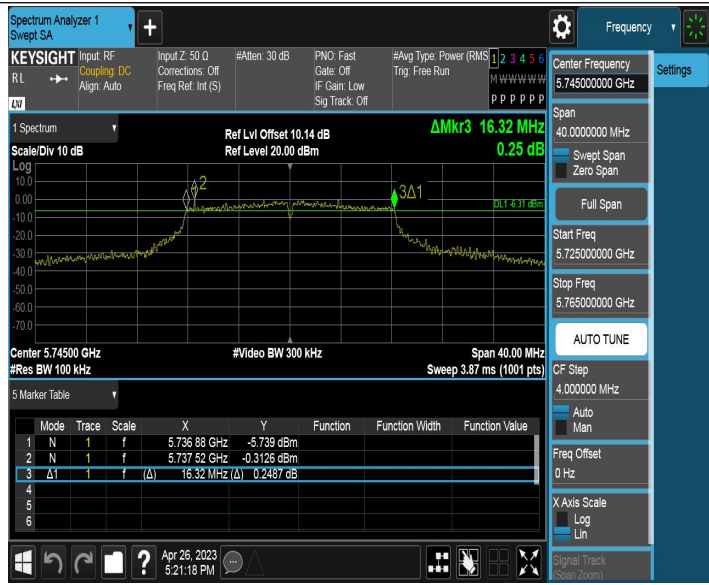 Spectrum Analyzer 1
Swept SA
+
Frequency
KEYSIGHT
RL
LXI
Input: RF
Coupling: DC
Align: Auto
Input Z: 50 Ω
Corrections: Off
Freq Ref: Int (S)
#Atten: 30 dB
PNO: Fast
Gate: Off
IF Gain: Low
Sig Track: Off
#Avg Type: Power (RMS
Trig: Free Run
1 2 3 4 5 6
M W W W W W
P P P P P P
Center Frequency
5.745000000 GHz
Settings
Span
40.0000000 MHz
Swept Span
Zero Span
Full Span
Start Freq
5.725000000 GHz
Stop Freq
5.765000000 GHz
AUTO TUNE
CF Step
4.000000 MHz
Auto
Man
Freq Offset
0 Hz
X Axis Scale
Log
Lin
Signal Track
(Span Zoom)
1 Spectrum
Scale/Div 10 dB
Ref Lvl Offset 10.14 dB
Ref Level 20.00 dBm
ΔMkr3 16.32 MHz
0.25 dB
Log
10.0
0.00
-10.0
-20.0
-30.0
-40.0
-50.0
-60.0
-70.0
2
3Δ1
DL1 -6.31 dBm
Center 5.74500 GHz
#Video BW 300 kHz
Span 40.00 MHz
#Res BW 100 kHz
Sweep 3.87 ms (1001 pts)
5 Marker Table
Mode Trace Scale X Y Function Function Width Function Value
1 N 1 f 5.736 88 GHz -5.739 dBm
2 N 1 f 5.737 52 GHz -0.3126 dBm
3 Δ1 1 f (Δ) 16.32 MHz (Δ) 0.2487 dB
4
5
6
?
Apr 26, 2023
5:21:18 PM